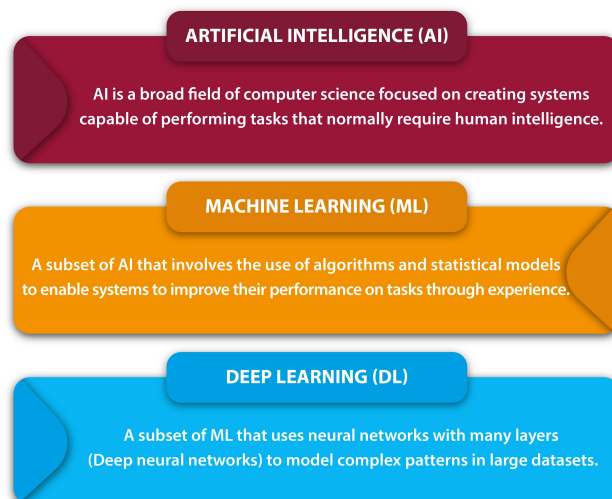 ARTIFICIAL INTELLIGENCE (AI)
AI is a broad field of computer science focused on creating systems
capable of performing tasks that normally require human intelligence.
MACHINE LEARNING (ML)
A subset of AI that involves the use of algorithms and statistical models
to enable systems to improve their performance on tasks through experience.
DEEP LEARNING (DL)
A subset of ML that uses neural networks with many layers
(Deep neural networks) to model complex patterns in large datasets.